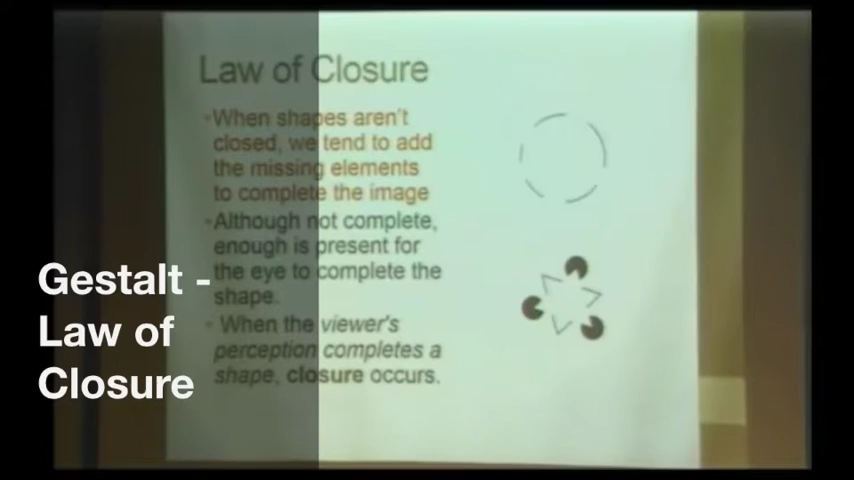 Law of Closure
•When shapes aren't
closed, we tend to add
the missing elements
to complete the image
•Although not complete,
enough is present for
the eye to complete the
shape.
• When the viewer's
perception completes a
shape, closure occurs.
Gestalt -
Law of
Closure